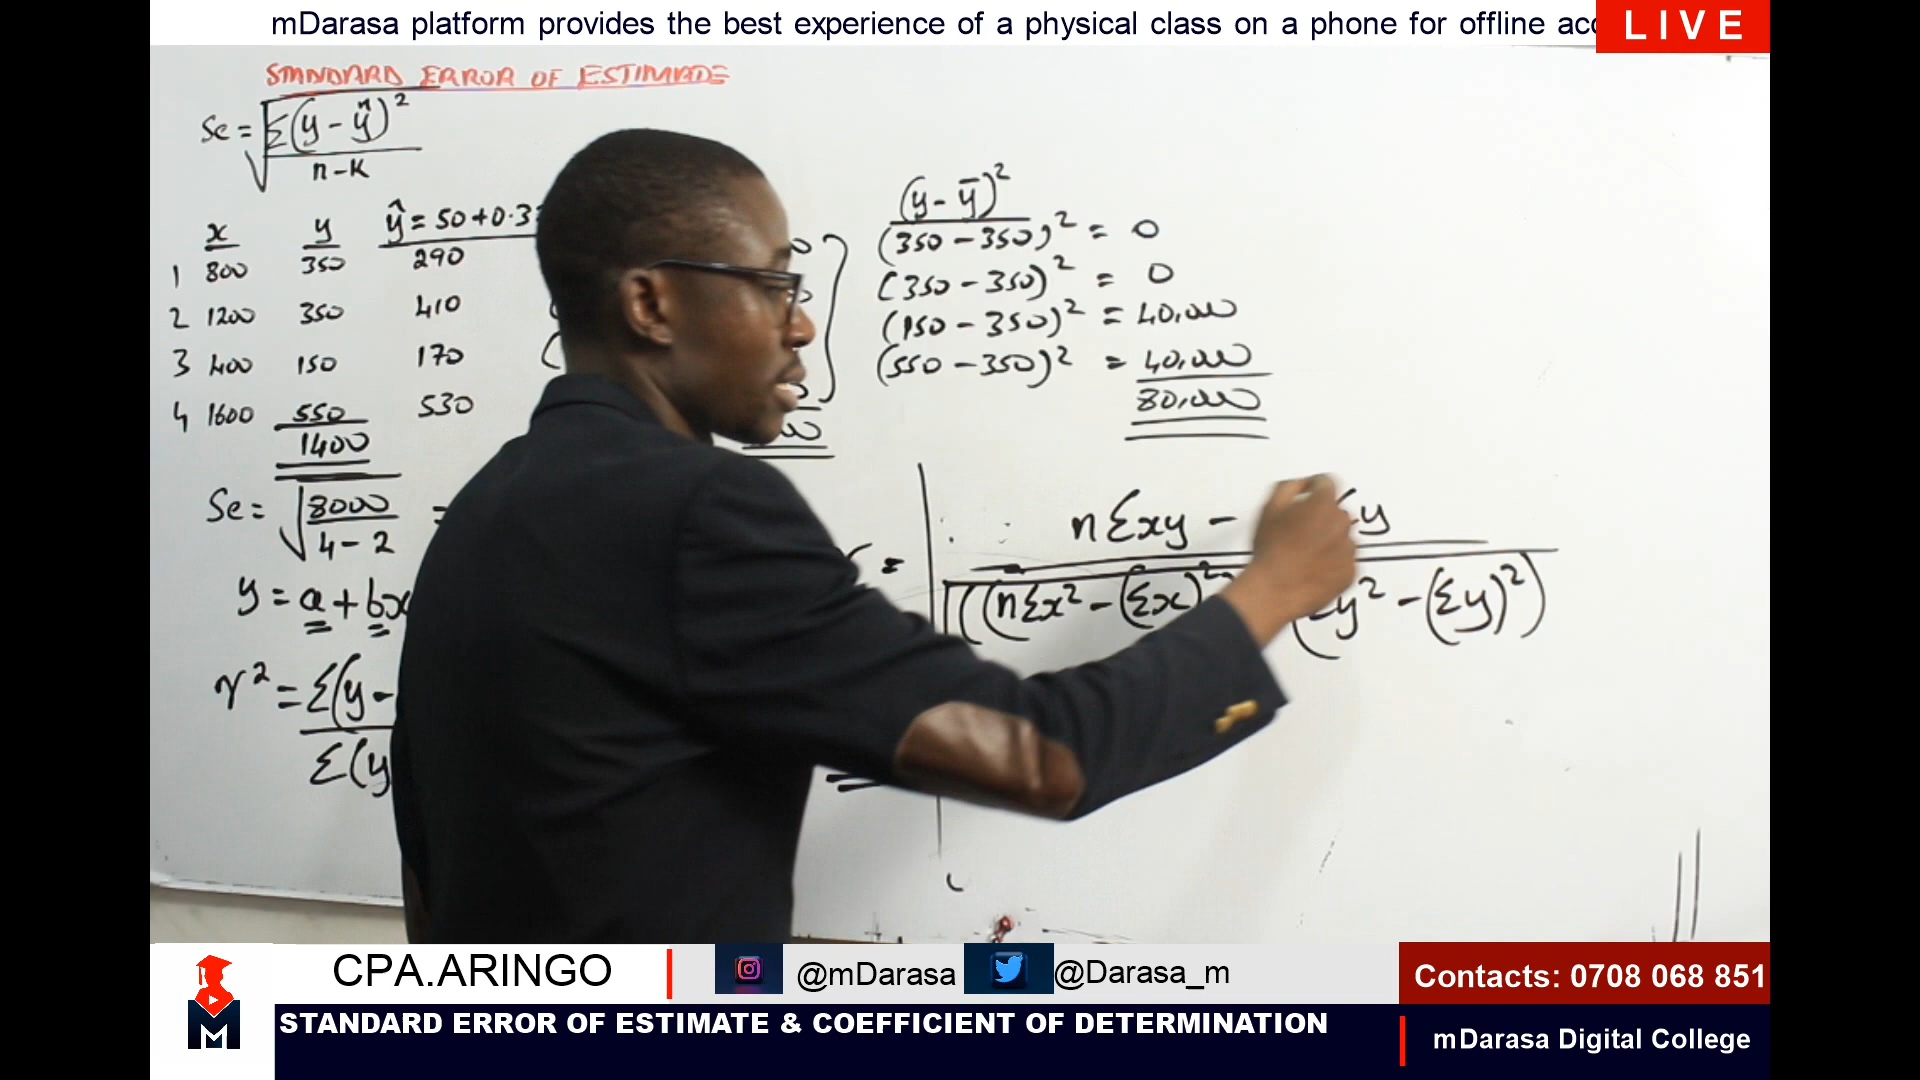 mDarasa platform provides the best experience of a physical class on a phone for offline acc
LIVE
STANDARD ERROR OF ESTIMATE
Se = √ Σ(y - ŷ)²
n - k
x y ŷ = 50 + 0.3
1 800 350 290
2 1200 350 410
3 400 150 170
4 1600 550 530
1400
(y - ȳ)²
(350 - 350)² = 0
(350 - 350)² = 0
(150 - 350)² = 40,000
(550 - 350)² = 40,000
80,000
Se = √ 8000
4 - 2
y = a + bx
r² = Σ(y -
Σ(y
r = nΣxy - Σy
√((nΣx² - (Σx)² Σy² - (Σy)²)
CPA.ARINGO
@mDarasa
@Darasa_m
Contacts: 0708 068 851
M
STANDARD ERROR OF ESTIMATE & COEFFICIENT OF DETERMINATION
mDarasa Digital College